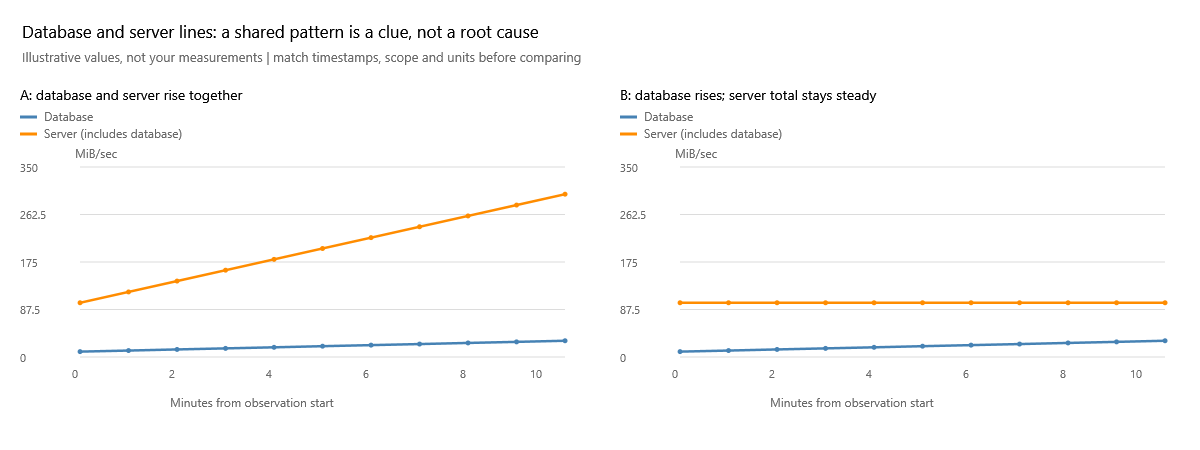 Database and server lines: a shared pattern is a clue, not a root cause
Illustrative values, not your measurements | match timestamps, scope and units before comparing
A: database and server rise together
Database
Server (includes database)
MiB/sec
350
262.5
175
87.5
0
0 2 4 6 8 10
Minutes from observation start
B: database rises; server total stays steady
Database
Server (includes database)
MiB/sec
350
262.5
175
87.5
0
0 2 4 6 8 10
Minutes from observation start